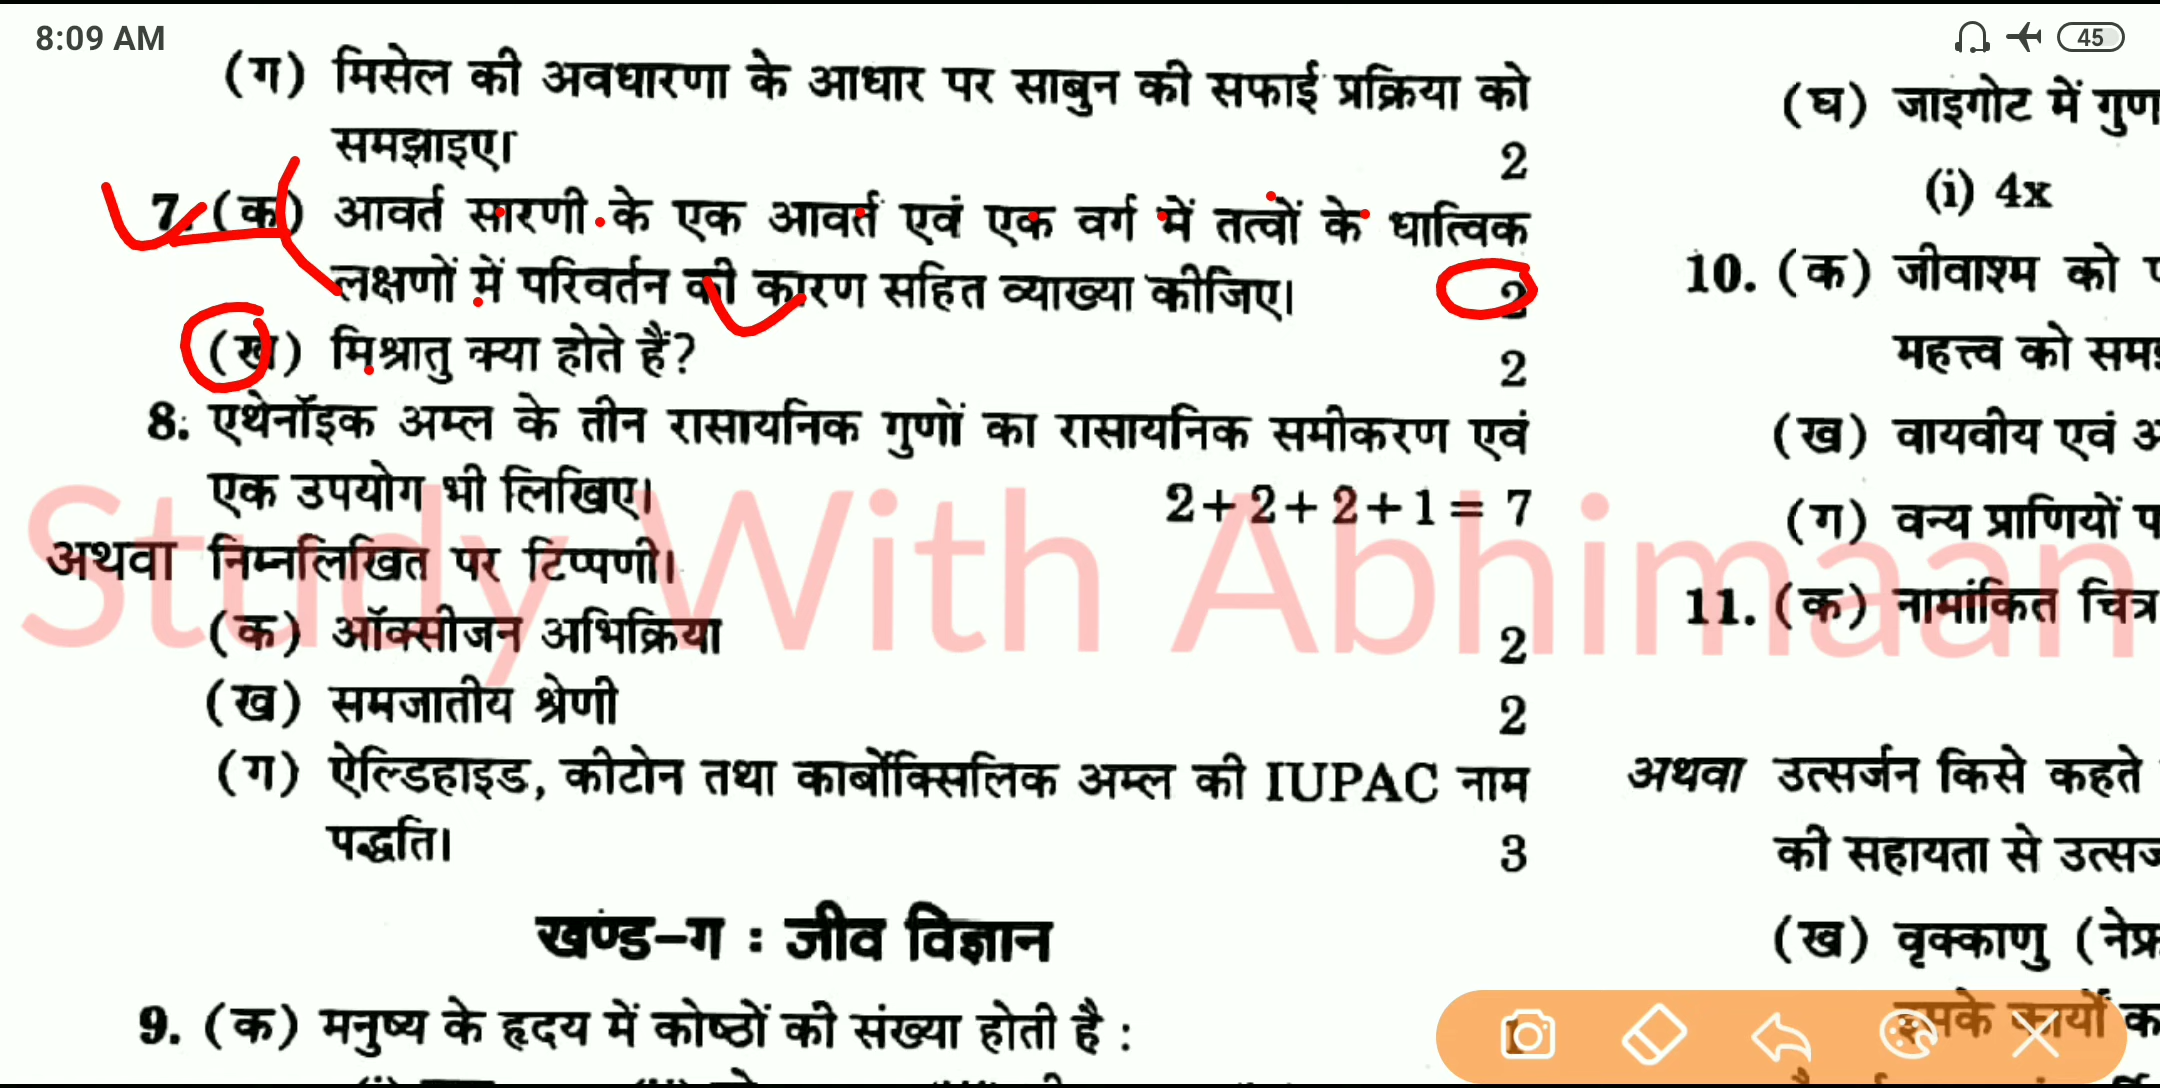 8:09 AM
45
(ग) मिसेल की अवधारणा के आधार पर साबुन की सफाई प्रक्रिया को
समझाइए। 2
7. (क) आवर्त सारणी के एक आवर्त एवं एक वर्ग में तत्वों के धात्विक
लक्षणों में परिवर्तन की कारण सहित व्याख्या कीजिए। 2
(ख) मिश्रातु क्या होते हैं? 2
8. एथेनॉइक अम्ल के तीन रासायनिक गुणों का रासायनिक समीकरण एवं
एक उपयोग भी लिखिए। 2+2+2+1= 7
अथवा निम्नलिखित पर टिप्पणी।
(क) ऑक्सीजन अभिक्रिया 2
(ख) समजातीय श्रेणी 2
(ग) ऐल्डिहाइड, कीटोन तथा कार्बोक्सिलिक अम्ल की IUPAC नाम
पद्धति। 3
खण्ड-ग : जीव विज्ञान
9. (क) मनुष्य के हृदय में कोष्ठों की संख्या होती है : 1
(घ) जाइगोट में गुण
(i) 4x
10. (क) जीवाश्म को
महत्त्व को
(ख) वायवीय एवं
(ग) वन्य प्राणियों
11. (क) नामांकित चित्र
अथवा उत्सर्जन किसे कहते
की सहायता से
(ख) वृक्काणु
इसके कार्यों
Study With Abhimaan